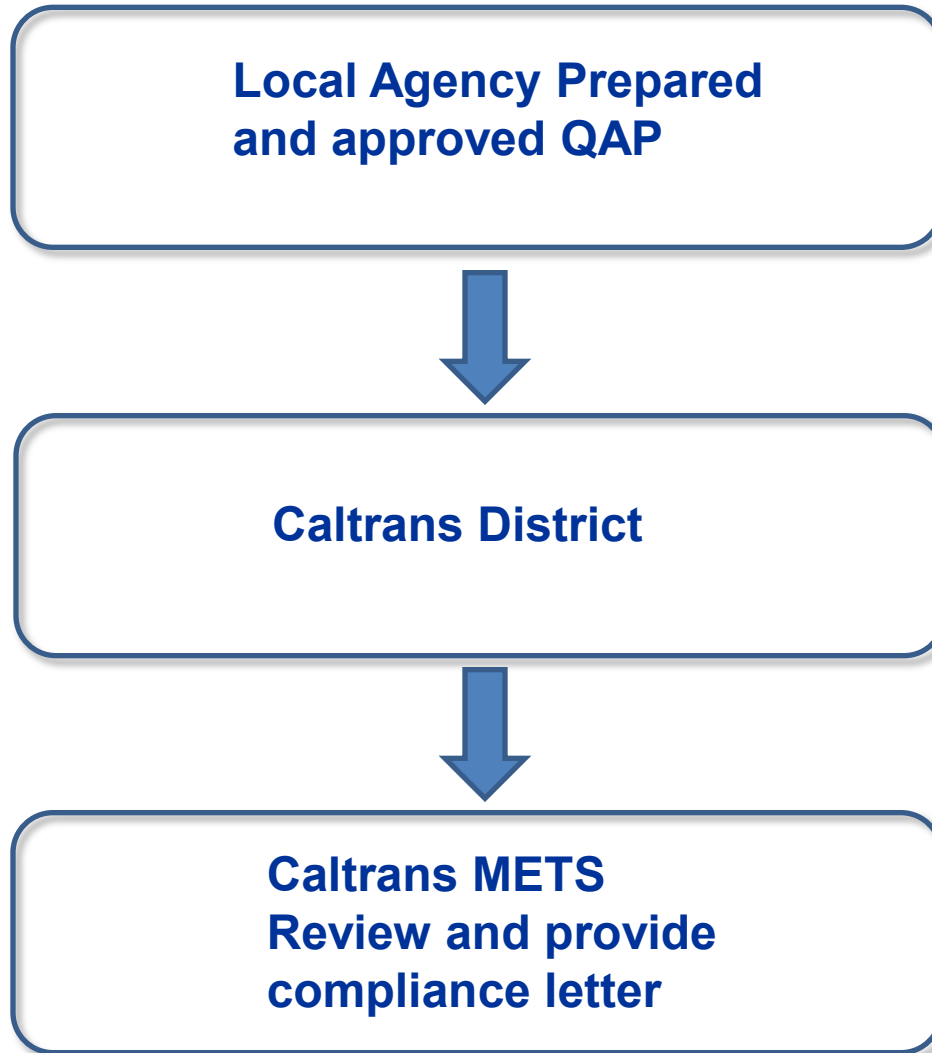 Local Agency Prepared
and approved QAP
Caltrans District
Caltrans METS
Review and provide
compliance letter